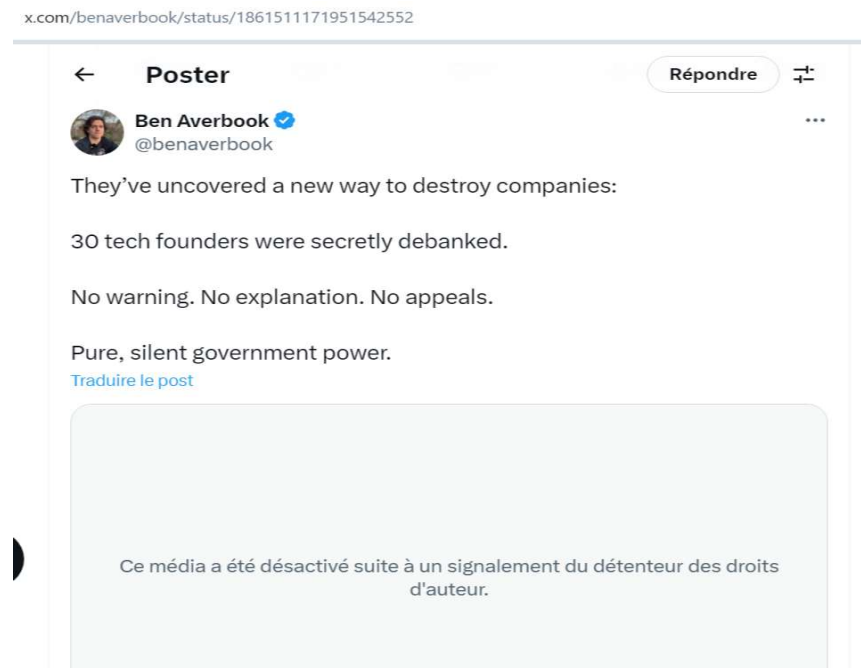 x.com/benaverbook/status/1861511171951542552
← Poster
Répondre
Ben Averbook
@benaverbook
They’ve uncovered a new way to destroy companies:
30 tech founders were secretly debanked.
No warning. No explanation. No appeals.
Pure, silent government power.
Traduire le post
Ce média a été désactivé suite à un signalement du détenteur des droits
d'auteur.